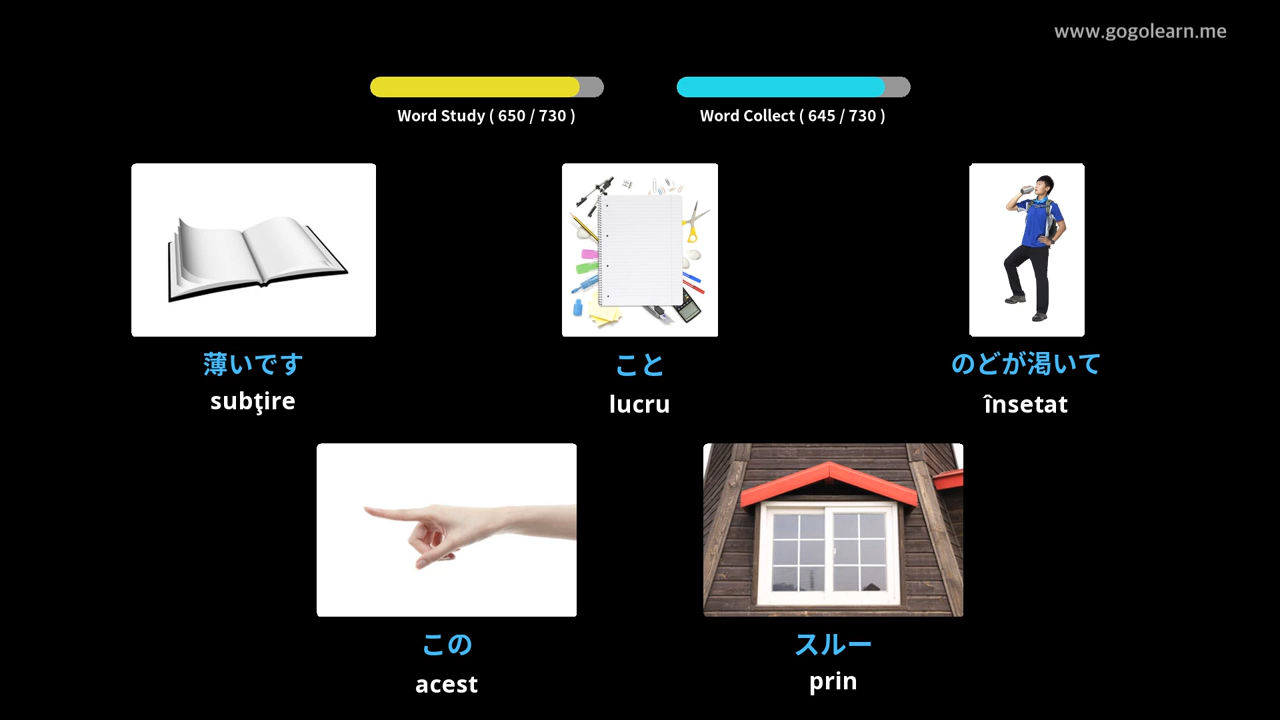 www.gogolearn.me
Word Study ( 650 / 730 )
Word Collect ( 645 / 730 )
薄いです
subţire
こと
lucru
のどが渇いて
însetat
この
acest
スルー
prin